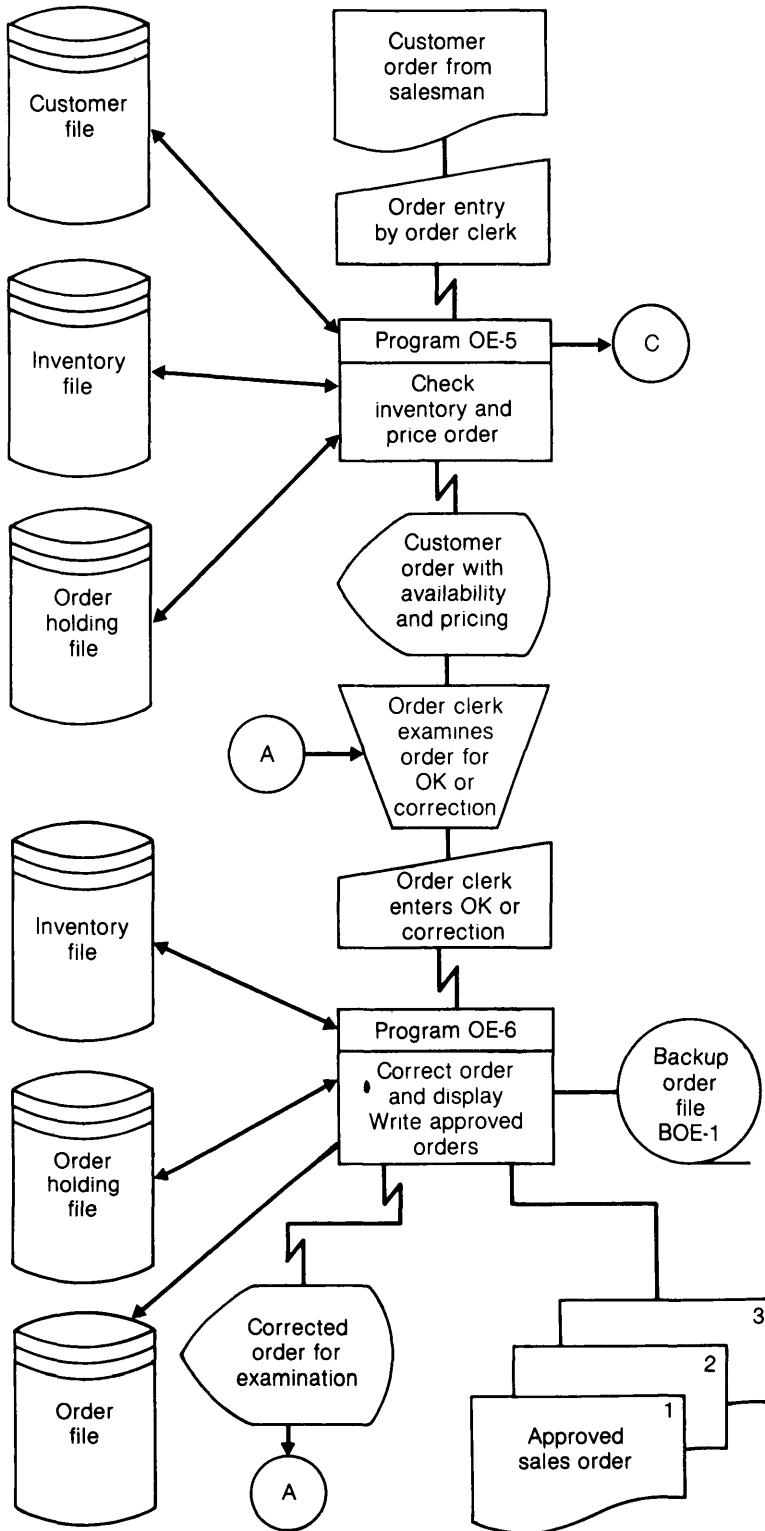 Customer
file
Customer
order from
salesman
Order entry
by order clerk
Inventory
file
Program OE-5
Check
inventory and
price order
C
Order
holding
file
Customer
order with
availability
and pricing
A
Order clerk
examines
order for
OK or
correction
Order clerk
enters OK or
correction
Inventory
file
Program OE-6
Correct order
and display
Write approved
orders
Backup
order
file
BOE-1
Order
holding
file
Order
file
Corrected
order for
examination
A
3
2
1
Approved
sales order